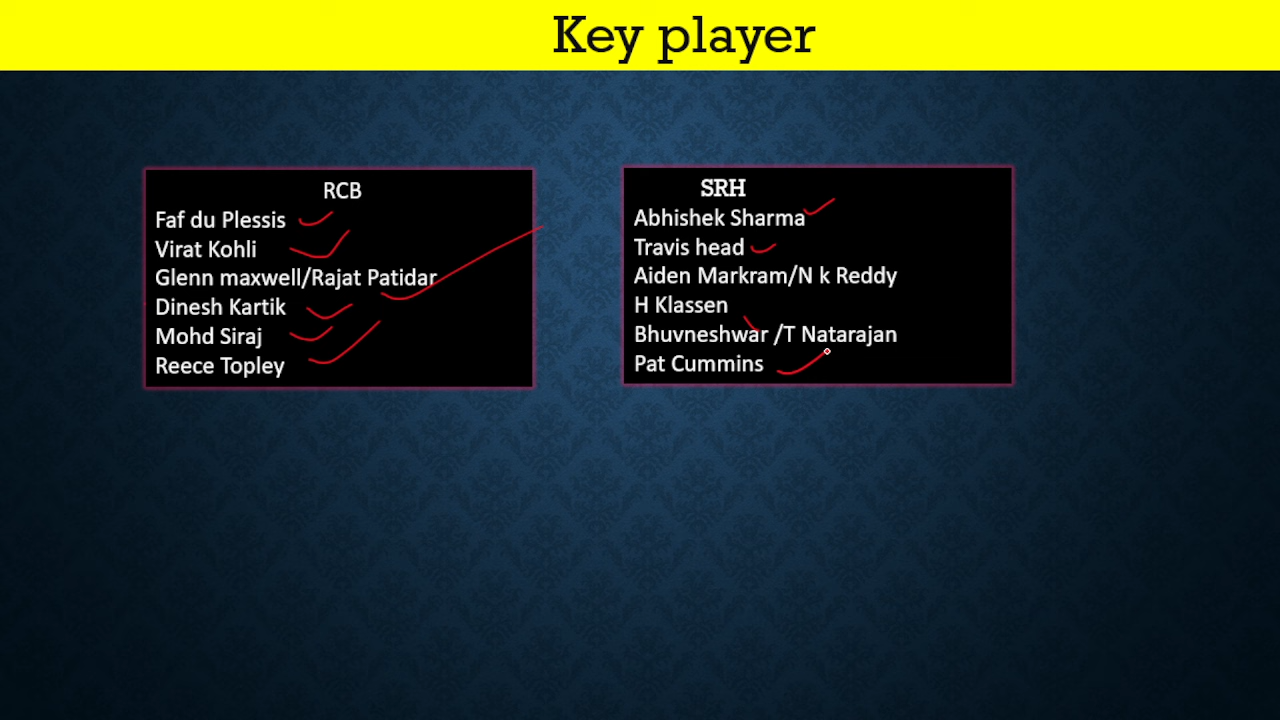 Key player
RCB
Faf du Plessis
Virat Kohli
Glenn maxwell/Rajat Patidar
Dinesh Kartik
Mohd Siraj
Reece Topley
SRH
Abhishek Sharma
Travis head
Aiden Markram/N k Reddy
H Klassen
Bhuvneshwar /T Natarajan
Pat Cummins